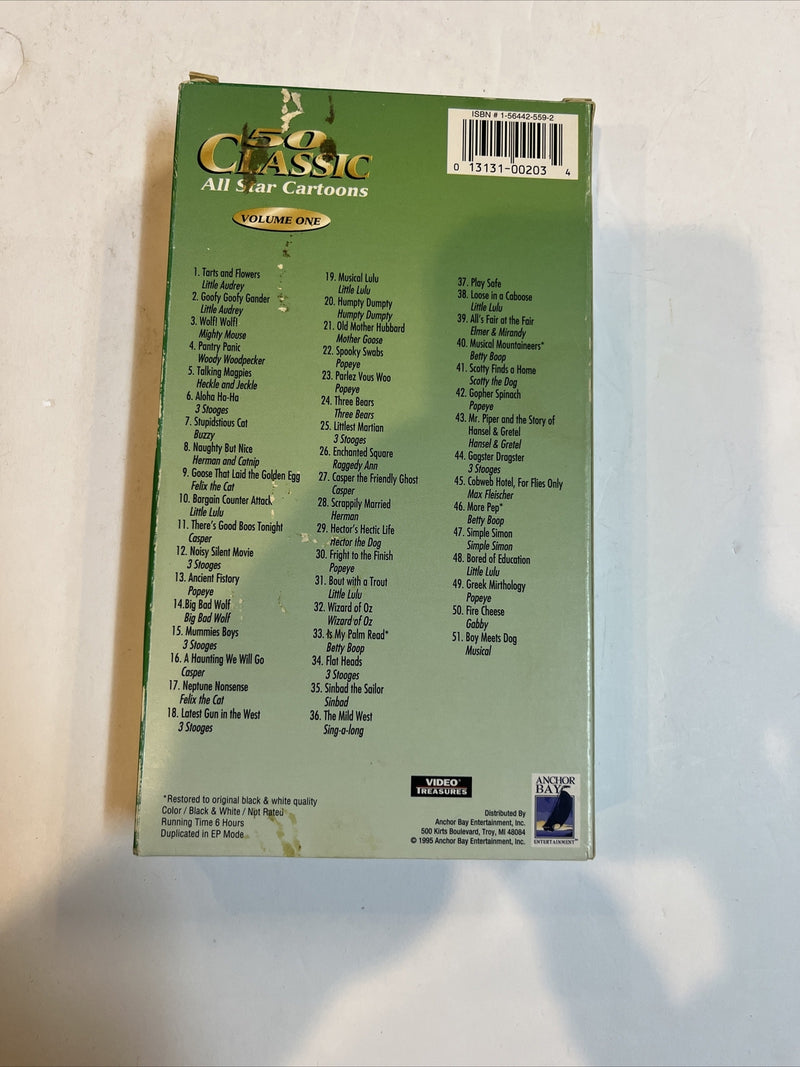 50
CLASSIC
All Star Cartoons
VOLUME ONE
ISBN # 1-56442-559-2
0 13131-00203 4
1. Tarts and Flowers
Little Audrey
2. Goofy Goofy Gander
Little Audrey
3. Wolf! Wolf!
Mighty Mouse
4. Pantry Panic
Woody Woodpecker
5. Talking Magpies
Heckle and Jeckle
6. Aloha Ha-Ha
3 Stooges
7. Stupidstious Cat
Buzzy
8. Naughty But Nice
Herman and Catnip
9. Goose That Laid the Golden Egg
Felix the Cat
10. Bargain Counter Attack
Little Lulu
11. There's Good Boos Tonight
Casper
12. Noisy Silent Movie
3 Stooges
13. Ancient Fistory
Popeye
14.Big Bad Wolf
Big Bad Wolf
15. Mummies Boys
3 Stooges
16. A Haunting We Will Go
Casper
17. Neptune Nonsense
Felix the Cat
18. Latest Gun in the West
3 Stooges
19. Musical Lulu
Little Lulu
20. Humpty Dumpty
Humpty Dumpty
21. Old Mother Hubbard
Mother Goose
22. Spooky Swabs
Popeye
23. Parlez Vous Woo
Popeye
24. Three Bears
Three Bears
25. Littlest Martian
3 Stooges
26. Enchanted Square
Raggedy Ann
27. Casper the Friendly Ghost
Casper
28. Scrappily Married
Herman
29. Hector's Hectic Life
Hector the Dog
30. Fright to the Finish
Popeye
31. Bout with a Trout
Little Lulu
32. Wizard of Oz
Wizard of Oz
33. Is My Palm Read*
Betty Boop
34. Flat Heads
3 Stooges
35. Sinbad the Sailor
Sinbad
36. The Mild West
Sing-a-long
37. Play Safe
38. Loose in a Caboose
Little Lulu
39. All's Fair at the Fair
Elmer & Mirandy
40. Musical Mountaineers*
Betty Boop
41. Scotty Finds a Home
Scotty the Dog
42. Gopher Spinach
Popeye
43. Mr. Piper and the Story of
Hansel & Gretel
Hansel & Gretel
44. Gagster Dragster
3 Stooges
45. Cobweb Hotel, For Flies Only
Max Fleischer
46. More Pep*
Betty Boop
47. Simple Simon
Simple Simon
48. Bored of Education
Little Lulu
49. Greek Mirthology
Popeye
50. Fire Cheese
Gabby
51. Boy Meets Dog
Musical
*Restored to original black & white quality
Color / Black & White / Not Rated
Running Time 6 Hours
Duplicated in EP Mode
VIDEO
TREASURES
Distributed By
Anchor Bay Entertainment, Inc.
500 Kirts Boulevard, Troy, MI 48084
© 1995 Anchor Bay Entertainment, Inc.
ANCHOR
BAY
ENTERTAINMENT™